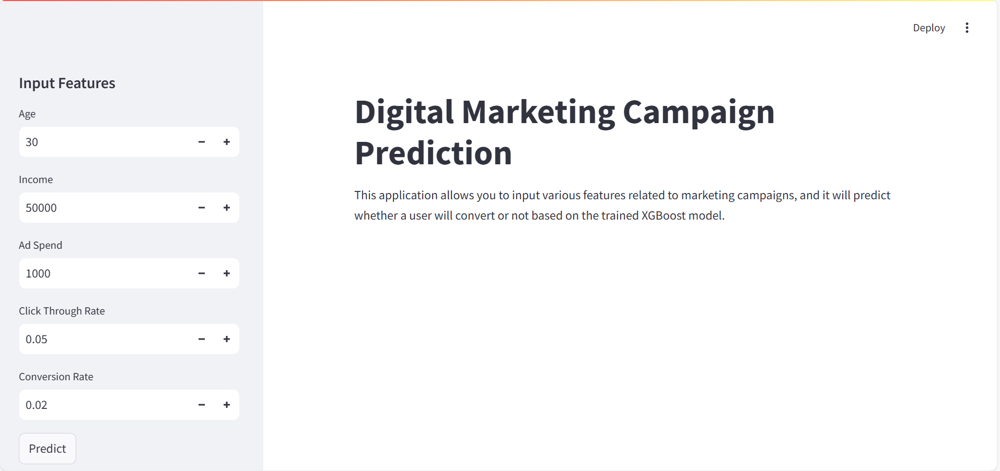 Deploy
Input Features
Age
30
Income
50000
Ad Spend
1000
Click Through Rate
0.05
Conversion Rate
0.02
Predict
Digital Marketing Campaign
Prediction
This application allows you to input various features related to marketing campaigns, and it will predict
whether a user will convert or not based on the trained XGBoost model.